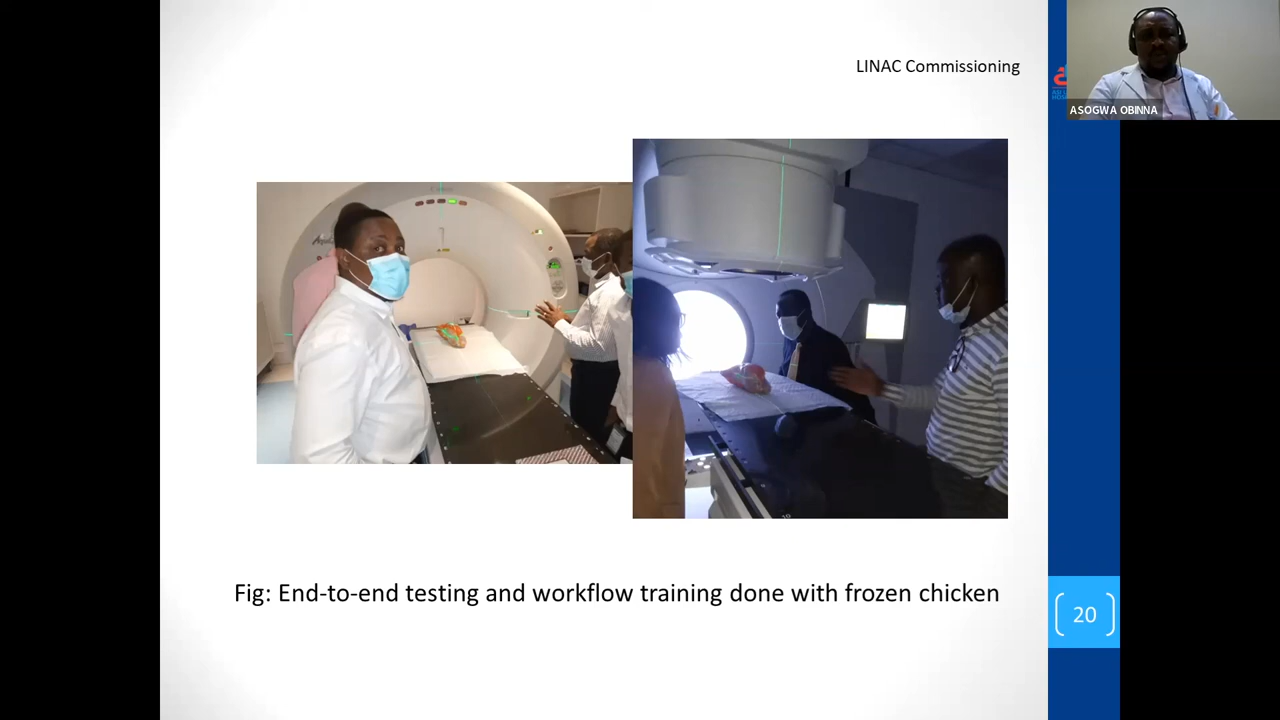 LINAC Commissioning
ASOGWA OBINNA
Fig: End-to-end testing and workflow training done with frozen chicken
20